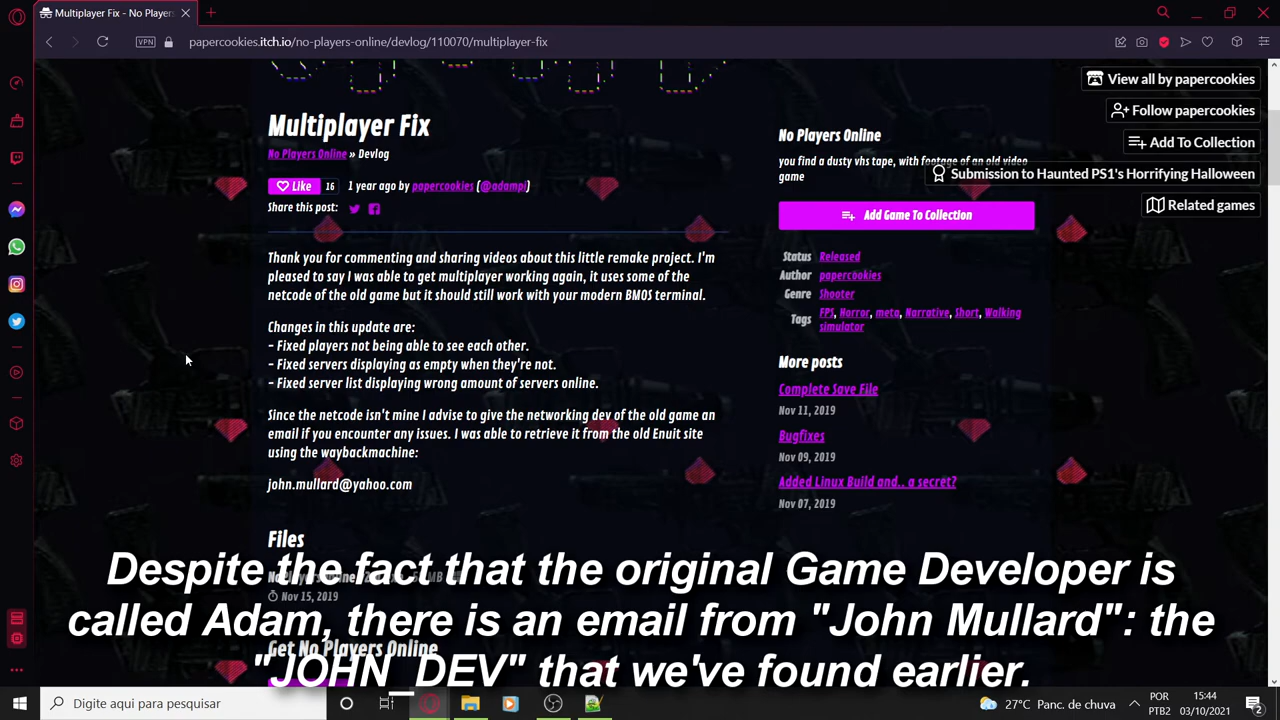 Multiplayer Fix - No Players
papercookies.itch.io/no-players-online/devlog/110070/multiplayer-fix
VPN
View all by papercookies
Follow papercookies
Add To Collection
Submission to Haunted PS1's Horrifying Halloween
Related games
Multiplayer Fix
No Players Online » Devlog
Like 16 1 year ago by papercookies (@adampi)
Share this post:
Thank you for commenting and sharing videos about this little remake project. I'm
pleased to say I was able to get multiplayer working again, it uses some of the
netcode of the old game but it should still work with your modern BMOS terminal.
Changes in this update are:
- Fixed players not being able to see each other.
- Fixed servers displaying as empty when they're not.
- Fixed server list displaying wrong amount of servers online.
Since the netcode isn't mine I advise to give the networking dev of the old game an
email if you encounter any issues. I was able to retrieve it from the old Enuit site
using the waybackmachine:
john.mullard@yahoo.com
Files
Nov 15, 2019
Get No Players Online
No Players Online
you find a dusty vhs tape, with footage of an old video
game
Add Game To Collection
Status Released
Author papercookies
Genre Shooter
Tags FPS, Horror, meta, Narrative, Short, Walking
simulator
More posts
Complete Save File
Nov 11, 2019
Bugfixes
Nov 09, 2019
Added Linux Build and.. a secret?
Nov 07, 2019
Despite the fact that the original Game Developer is
called Adam, there is an email from "John Mullard": the
"JOHN_DEV" that we've found earlier.
Digite aqui para pesquisar
27°C Panc. de chuva
POR
PTB2
15:44
03/10/2021
2